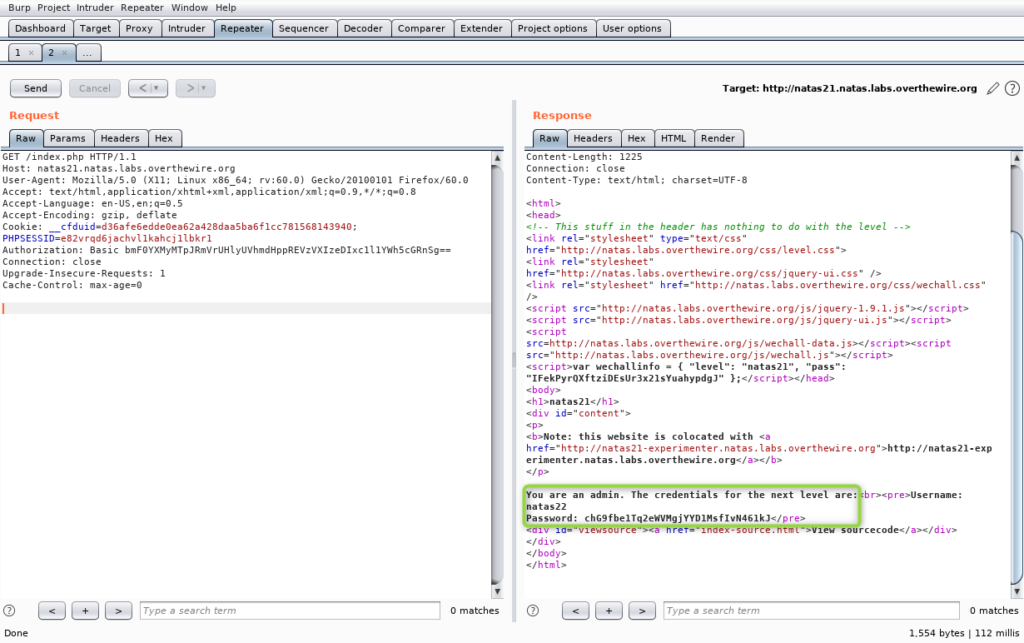 Burp Project Intruder Repeater Window Help
Dashboard Target Proxy Intruder Repeater Sequencer Decoder Comparer Extender Project options User options
1 × 2 × ...
Send Cancel < > Target: http://natas21.natas.labs.overthewire.org ?
Request
Raw Params Headers Hex
GET /index.php HTTP/1.1
Host: natas21.natas.labs.overthewire.org
User-Agent: Mozilla/5.0 (X11; Linux x86_64; rv:60.0) Gecko/20100101 Firefox/60.0
Accept: text/html,application/xhtml+xml,application/xml;q=0.9,*/*;q=0.8
Accept-Language: en-US,en;q=0.5
Accept-Encoding: gzip, deflate
Cookie: __cfduid=d36afe6edde0ea62a428daa5ba6f1cc781568143940;
PHPSESSID=e82vrqd6jachvl1kahcj1lbkr1
Authorization: Basic bmF0YXMyMTpJRmVrUHlyUVhmdHppREVzVXIzeDIxc1l1YWh5cGRnSg==
Connection: close
Upgrade-Insecure-Requests: 1
Cache-Control: max-age=0
? < + > Type a search term 0 matches
Response
Raw Headers Hex HTML Render
Content-Length: 1225
Connection: close
Content-Type: text/html; charset=UTF-8
<html>
<head>
<!-- This stuff in the header has nothing to do with the level -->
<link rel="stylesheet" type="text/css"
href="http://natas.labs.overthewire.org/css/level.css">
<link rel="stylesheet"
href="http://natas.labs.overthewire.org/css/jquery-ui.css" />
<link rel="stylesheet" href="http://natas.labs.overthewire.org/css/wechall.css"
/>
<script src="http://natas.labs.overthewire.org/js/jquery-1.9.1.js"></script>
<script src="http://natas.labs.overthewire.org/js/jquery-ui.js"></script>
<script
src=http://natas.labs.overthewire.org/js/wechall-data.js></script><script
src="http://natas.labs.overthewire.org/js/wechall.js"></script>
<script>var wechallinfo = { "level": "natas21", "pass":
"IFekPyrQXftziDEsUr3x21sYuahypdgJ" };</script></head>
<body>
<h1>natas21</h1>
<div id="content">
<p>
<b>Note: this website is colocated with <a
href="http://natas21-experimenter.natas.labs.overthewire.org">http://natas21-exp
erimenter.natas.labs.overthewire.org</a></b>
</p>
You are an admin. The credentials for the next level are:<br><pre>Username:
natas22
Password: chG9fbe1Tq2eWVMgjYYD1MsfIvN461kJ</pre>
<div id="viewsource"><a href="index-source.html">View sourcecode</a></div>
</div>
</body>
</html>
? < + > Type a search term 0 matches
Done 1,554 bytes | 112 millis